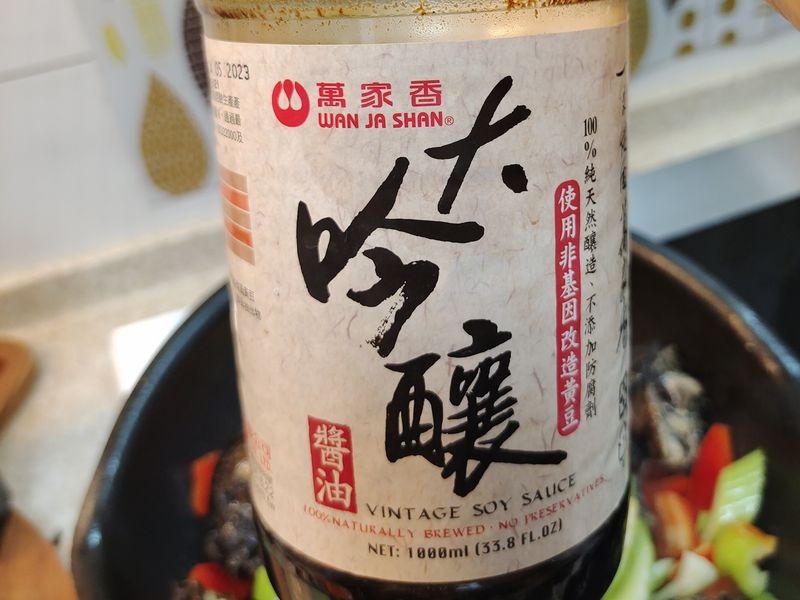 05.2023
萬家香
WAN JA SHAN®
大吟釀
100%純天然釀造、不添加防腐劑
使用非基因改造黃豆
醬油
VINTAGE SOY SAUCE
100% NATURALLY BREWED · NO PRESERVATIVES
NET: 1000ml (33.8 FL.OZ)